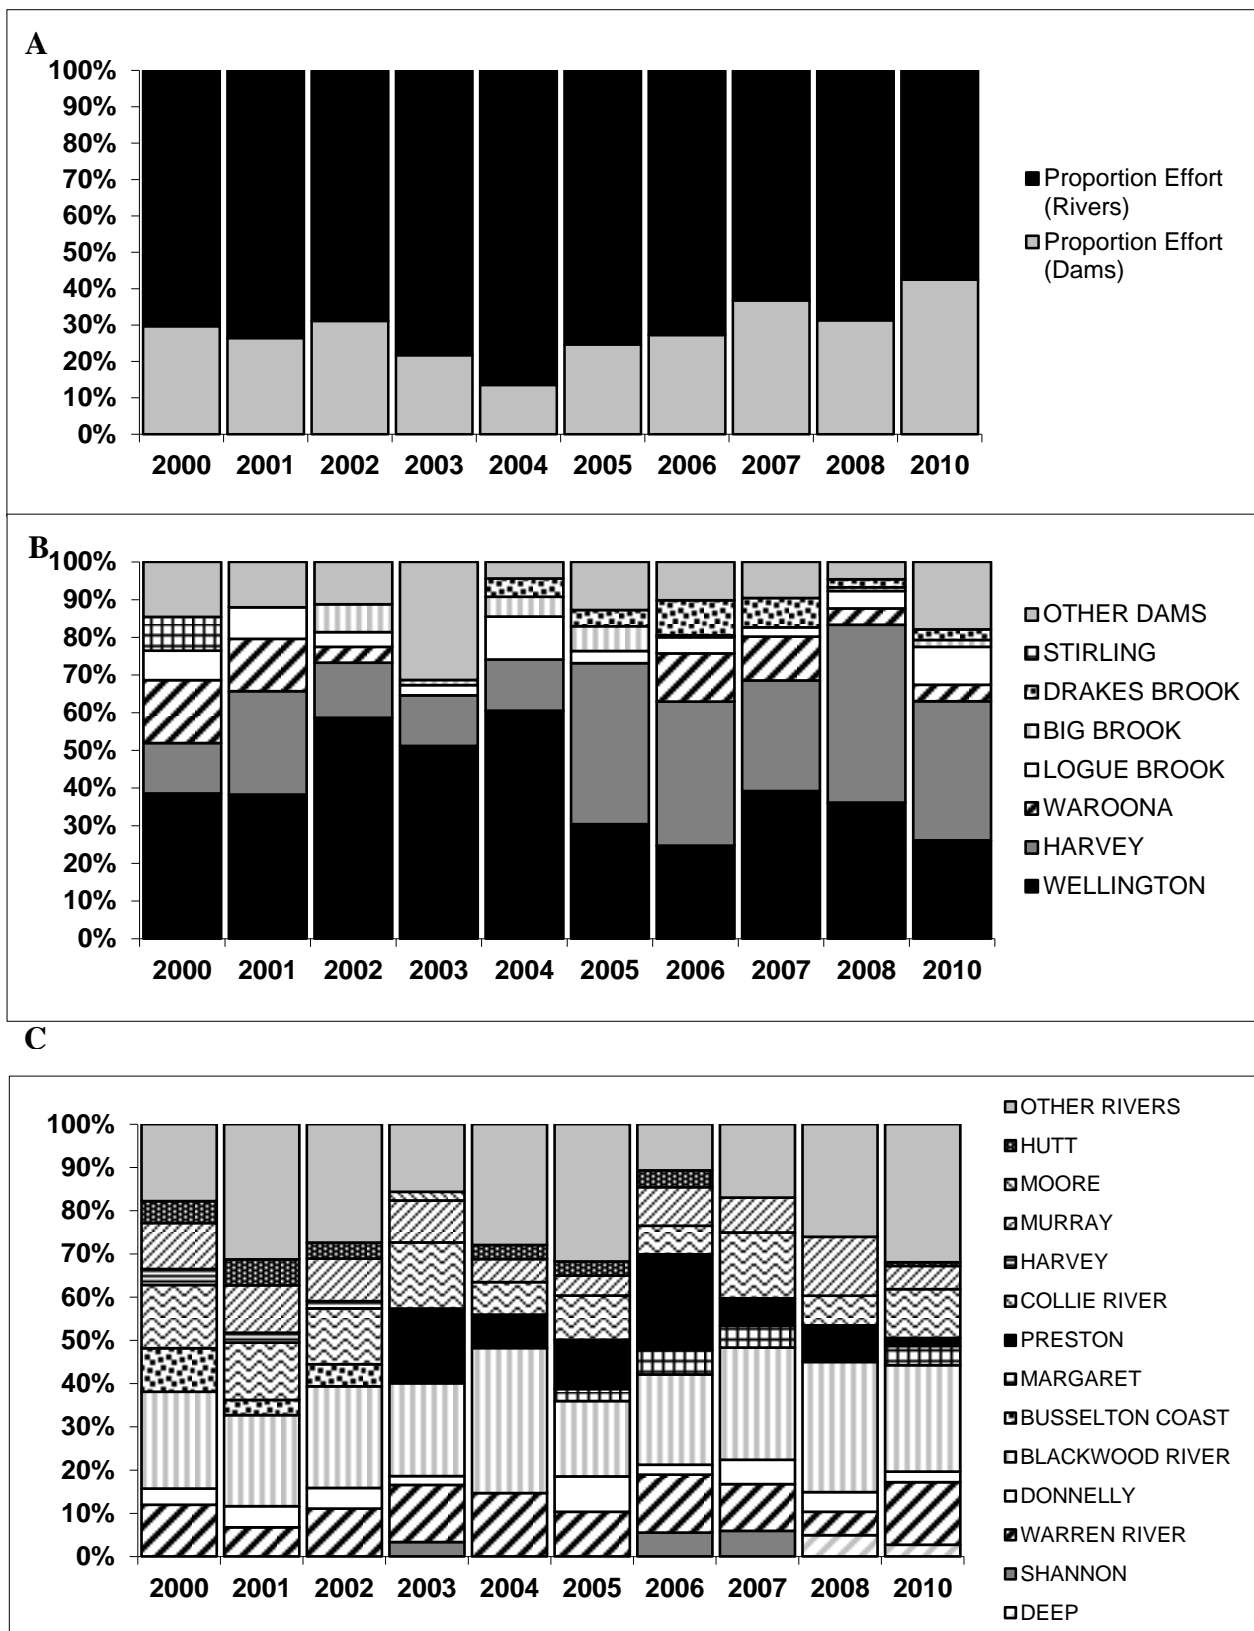 A
100%
90%
80%
70%
60%
50%
40%
30%
20%
10%
0%
2000 2001 2002 2003 2004 2005 2006 2007 2008 2010
Proportion Effort
(Rivers)
Proportion Effort
(Dams)
B
100%
90%
80%
70%
60%
50%
40%
30%
20%
10%
0%
2000 2001 2002 2003 2004 2005 2006 2007 2008 2010
OTHER DAMS
STIRLING
DRAKES BROOK
BIG BROOK
LOGUE BROOK
WAROONA
HARVEY
WELLINGTON
C
100%
90%
80%
70%
60%
50%
40%
30%
20%
10%
0%
2000 2001 2002 2003 2004 2005 2006 2007 2008 2010
OTHER RIVERS
HUTT
MOORE
MURRAY
HARVEY
COLLIE RIVER
PRESTON
MARGARET
BUSSELTON COAST
BLACKWOOD RIVER
DONNELLY
WARREN RIVER
SHANNON
DEEP